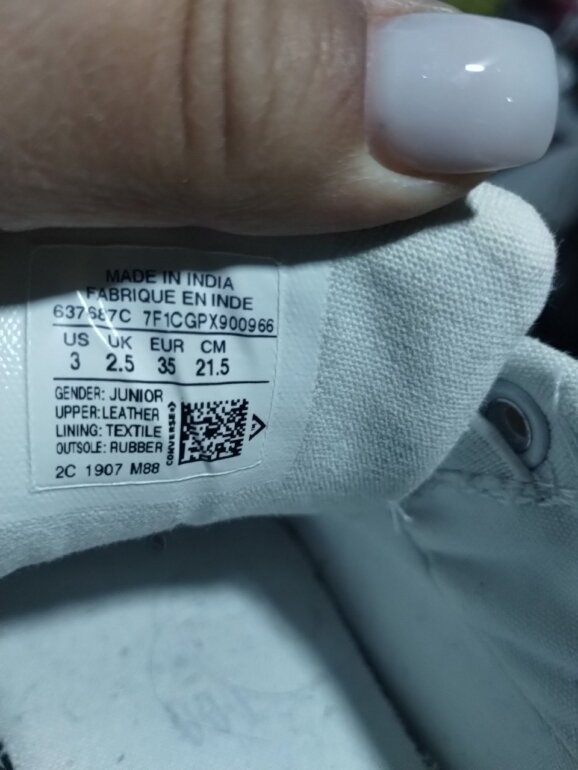 MADE IN INDIA
FABRIQUE EN INDE
637687C 7F1CGPX900966
US UK EUR CM
3 2.5 35 21.5
GENDER: JUNIOR
UPPER: LEATHER
LINING: TEXTILE
OUTSOLE: RUBBER
CONVERSE
2C 1907 M88